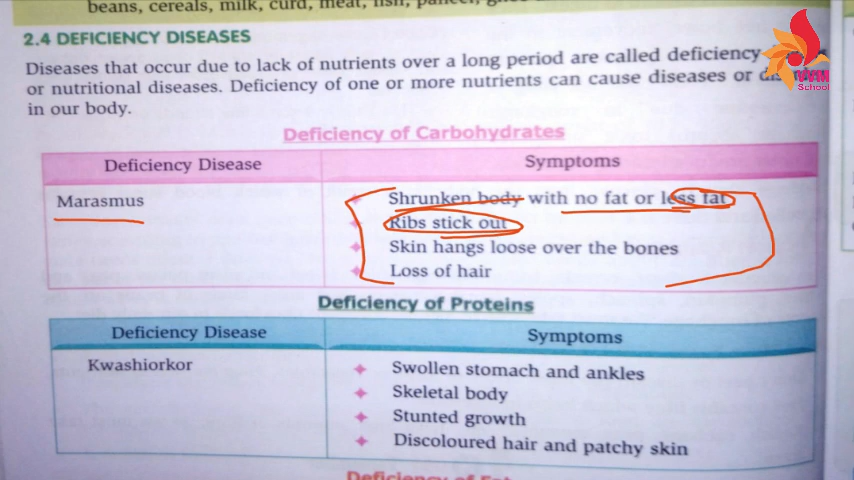 beans, cereals, milk, curd, meat, fish, paneer,
2.4 DEFICIENCY DISEASES
Diseases that occur due to lack of nutrients over a long period are called deficiency
or nutritional diseases. Deficiency of one or more nutrients can cause diseases or
in our body.
VVM
School
Deficiency of Carbohydrates
Deficiency Disease Symptoms
Marasmus Shrunken body with no fat or less fat
Ribs stick out
Skin hangs loose over the bones
Loss of hair
Deficiency of Proteins
Deficiency Disease Symptoms
Kwashiorkor Swollen stomach and ankles
Skeletal body
Stunted growth
Discoloured hair and patchy skin
Deficiency of Fat